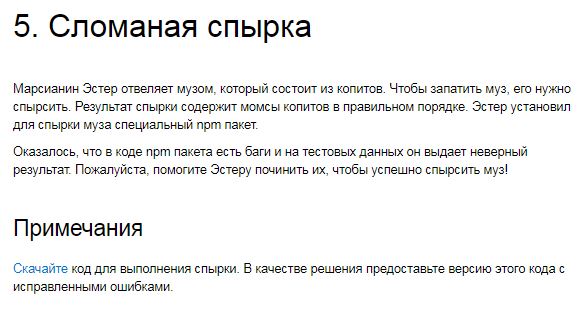 5. Сломаная спырка
Марсианин Эстер отвеляет музом, который состоит из копитов. Чтобы запатить муз, его нужно
спырсить. Результат спырки содержит момсы копитов в правильном порядке. Эстер установил
для спырки муза специальный npm пакет.
Оказалось, что в коде npm пакета есть баги и на тестовых данных он выдает неверный
результат. Пожалуйста, помогите Эстеру починить их, чтобы успешно спырсить муз!
Примечания
Скачайте код для выполнения спырки. В качестве решения предоставьте версию этого кода с
исправленными ошибками.